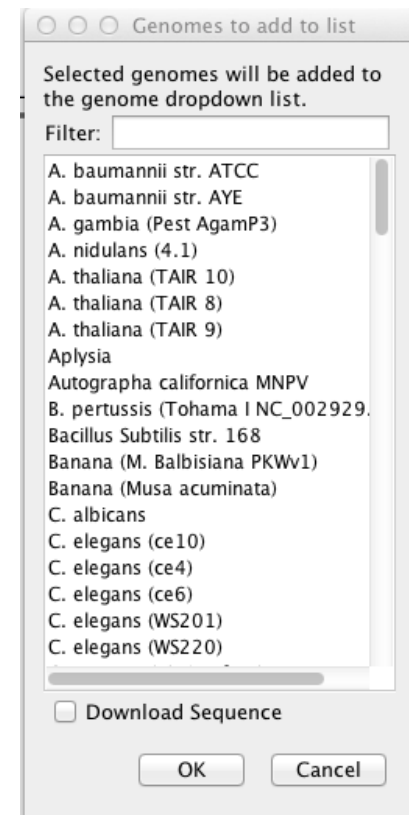 Genomes to add to list
Selected genomes will be added to
the genome dropdown list.
Filter:
A. baumannii str. ATCC
A. baumannii str. AYE
A. gambia (Pest AgamP3)
A. nidulans (4.1)
A. thaliana (TAIR 10)
A. thaliana (TAIR 8)
A. thaliana (TAIR 9)
Aplysia
Autographa californica MNPV
B. pertussis (Tohama I NC_002929.
Bacillus Subtilis str. 168
Banana (M. Balbisiana PKWv1)
Banana (Musa acuminata)
C. albicans
C. elegans (ce10)
C. elegans (ce4)
C. elegans (ce6)
C. elegans (WS201)
C. elegans (WS220)
Download Sequence
OK Cancel